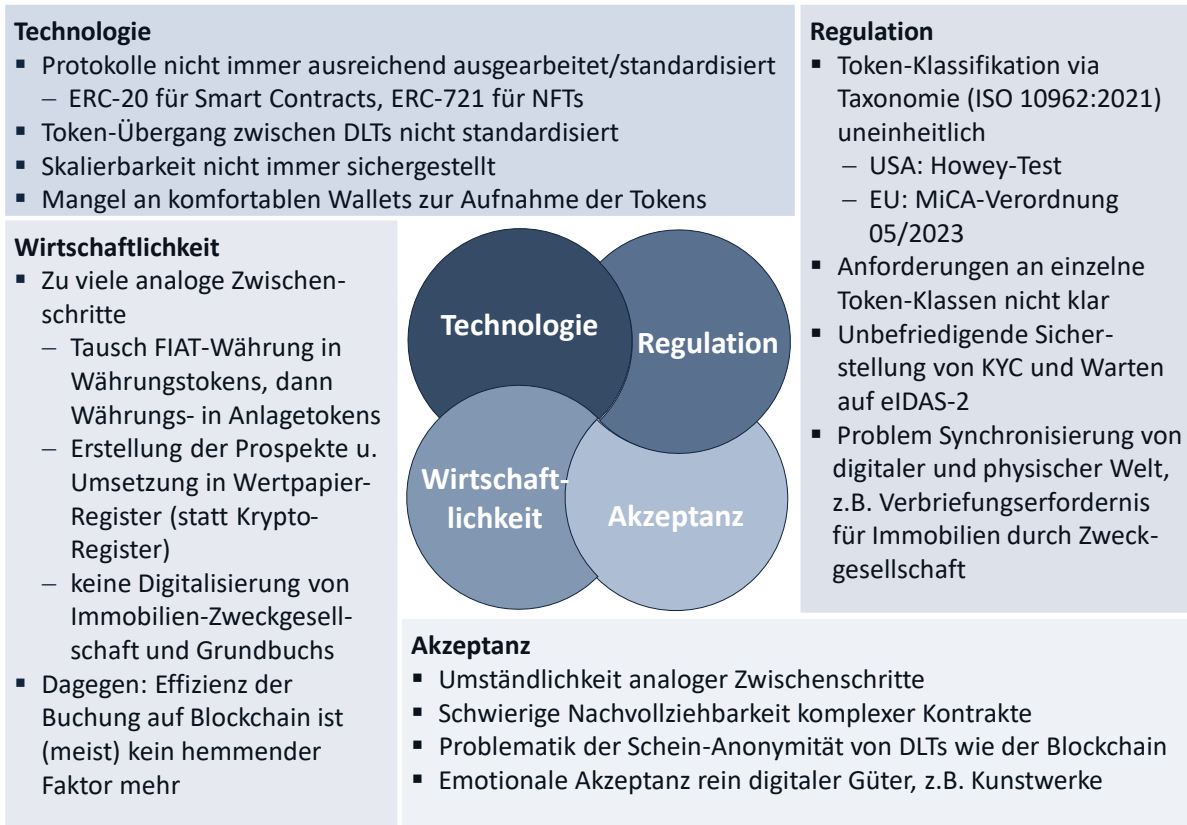 Technologie
▪ Protokolle nicht immer ausreichend ausgearbeitet/standardisiert
– ERC-20 für Smart Contracts, ERC-721 für NFTs
▪ Token-Übergang zwischen DLTs nicht standardisiert
▪ Skalierbarkeit nicht immer sichergestellt
▪ Mangel an komfortablen Wallets zur Aufnahme der Tokens
Regulation
▪ Token-Klassifikation via
Taxonomie (ISO 10962:2021)
uneinheitlich
– USA: Howey-Test
– EU: MiCA-Verordnung
05/2023
▪ Anforderungen an einzelne
Token-Klassen nicht klar
▪ Unbefriedigende Sicher-
stellung von KYC und Warten
auf eIDAS-2
▪ Problem Synchronisierung von
digitaler und physischer Welt,
z.B. Verbriefungserfordernis
für Immobilien durch Zweck-
gesellschaft
Wirtschaftlichkeit
▪ Zu viele analoge Zwischen-
schritte
– Tausch FIAT-Währung in
Währungstokens, dann
Währungs- in Anlagetokens
– Erstellung der Prospekte u.
Umsetzung in Wertpapier-
Register (statt Krypto-
Register)
– keine Digitalisierung von
Immobilien-Zweckgesell-
schaft und Grundbuchs
▪ Dagegen: Effizienz der
Buchung auf Blockchain ist
(meist) kein hemmender
Faktor mehr
Technologie
Regulation
Wirtschaft-
lichkeit
Akzeptanz
Akzeptanz
▪ Umständlichkeit analoger Zwischenschritte
▪ Schwierige Nachvollziehbarkeit komplexer Kontrakte
▪ Problematik der Schein-Anonymität von DLTs wie der Blockchain
▪ Emotionale Akzeptanz rein digitaler Güter, z.B. Kunstwerke